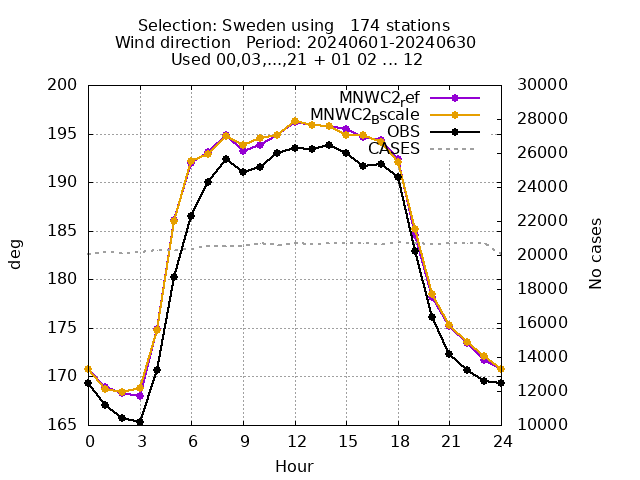 Selection: Sweden using   174 stations
Wind direction   Period: 20240601-20240630
Used 00,03,...,21 + 01 02 ... 12
200
195
190
185
180
175
170
165
30000
28000
26000
24000
22000
20000
18000
16000
14000
12000
10000
deg
No cases
MNWC2ref
MNWC2Bscale
OBS
CASES
0 3 6 9 12 15 18 21 24
Hour